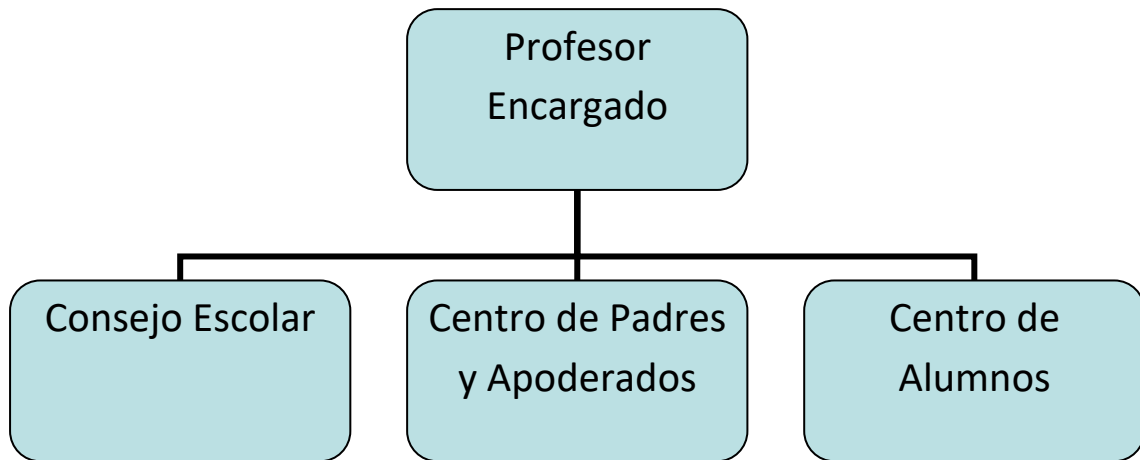 Profesor
Encargado
Consejo Escolar
Centro de Padres
y Apoderados
Centro de
Alumnos